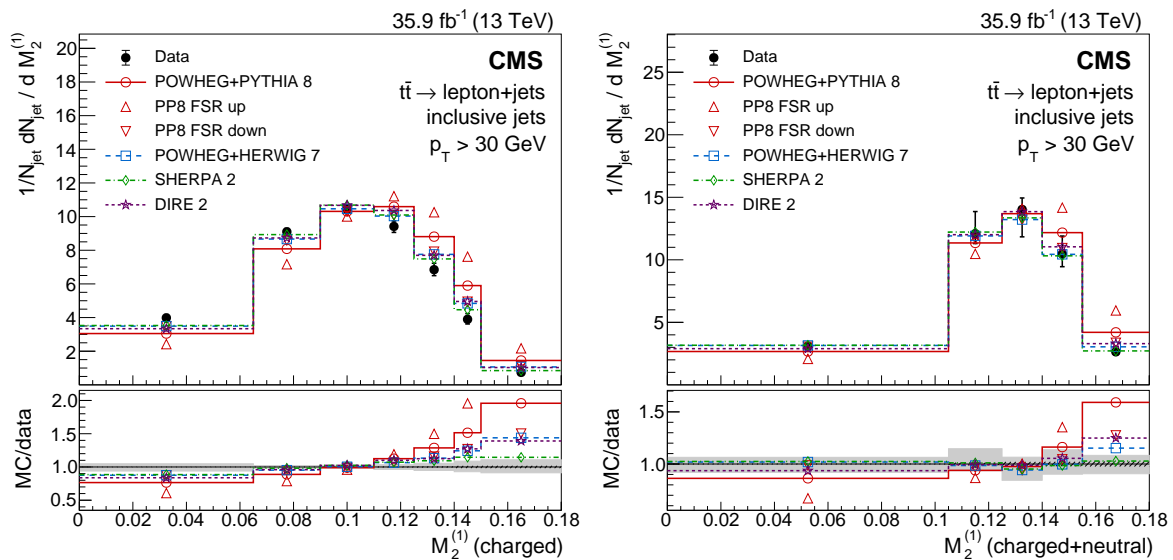 35.9 fb⁻¹ (13 TeV)
1/N_jet dN_jet / d M_2^(1)
20
18
16
14
12
10
8
6
4
2
Data
POWHEG+PYTHIA 8
PP8 FSR up
PP8 FSR down
POWHEG+HERWIG 7
SHERPA 2
DIRE 2
CMS
tt̄ → lepton+jets
inclusive jets
p_T > 30 GeV
MC/data
2.0
1.5
1.0
0.5
0 0.02 0.04 0.06 0.08 0.1 0.12 0.14 0.16 0.18
M_2^(1) (charged)
35.9 fb⁻¹ (13 TeV)
1/N_jet dN_jet / d M_2^(1)
25
20
15
10
5
Data
POWHEG+PYTHIA 8
PP8 FSR up
PP8 FSR down
POWHEG+HERWIG 7
SHERPA 2
DIRE 2
CMS
tt̄ → lepton+jets
inclusive jets
p_T > 30 GeV
MC/data
1.5
1.0
0 0.02 0.04 0.06 0.08 0.1 0.12 0.14 0.16 0.18
M_2^(1) (charged+neutral)